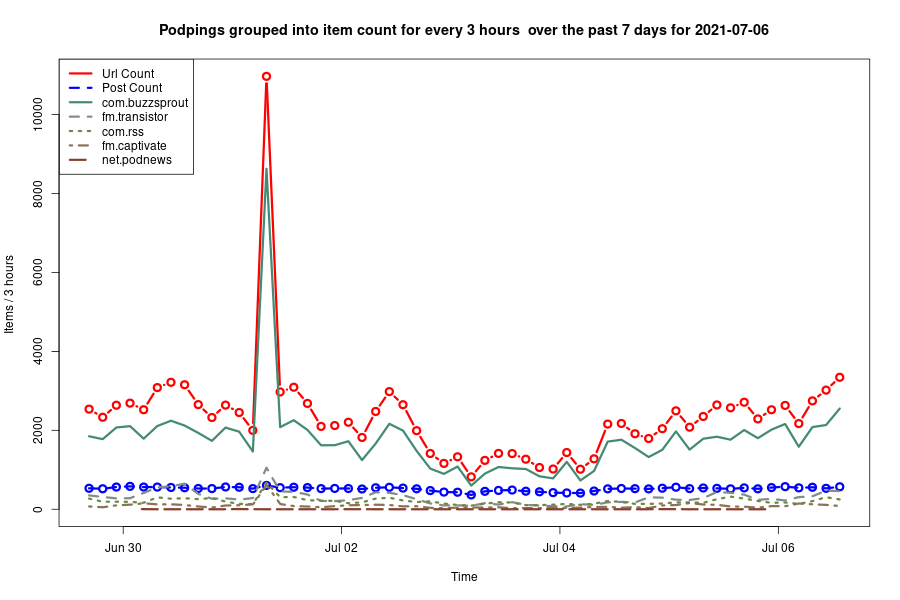 Podpings grouped into item count for every 3 hours  over the past 7 days for 2021-07-06
Url Count
Post Count
com.buzzsprout
fm.transistor
com.rss
fm.captivate
net.podnews
Items / 3 hours
10000
8000
6000
4000
2000
0
Jun 30
Jul 02
Jul 04
Jul 06
Time